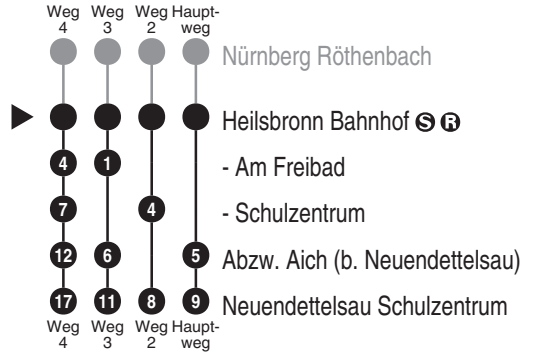 Weg Weg Weg Haupt-
4 3 2 weg
Nürnberg Röthenbach
Heilsbronn Bahnhof S R
4 1 - Am Freibad
7 4 - Schulzentrum
12 6 5 Abzw. Aich (b. Neuendettelsau)
17 11 8 9 Neuendettelsau Schulzentrum
Weg Weg Weg Haupt-
4 3 2 weg